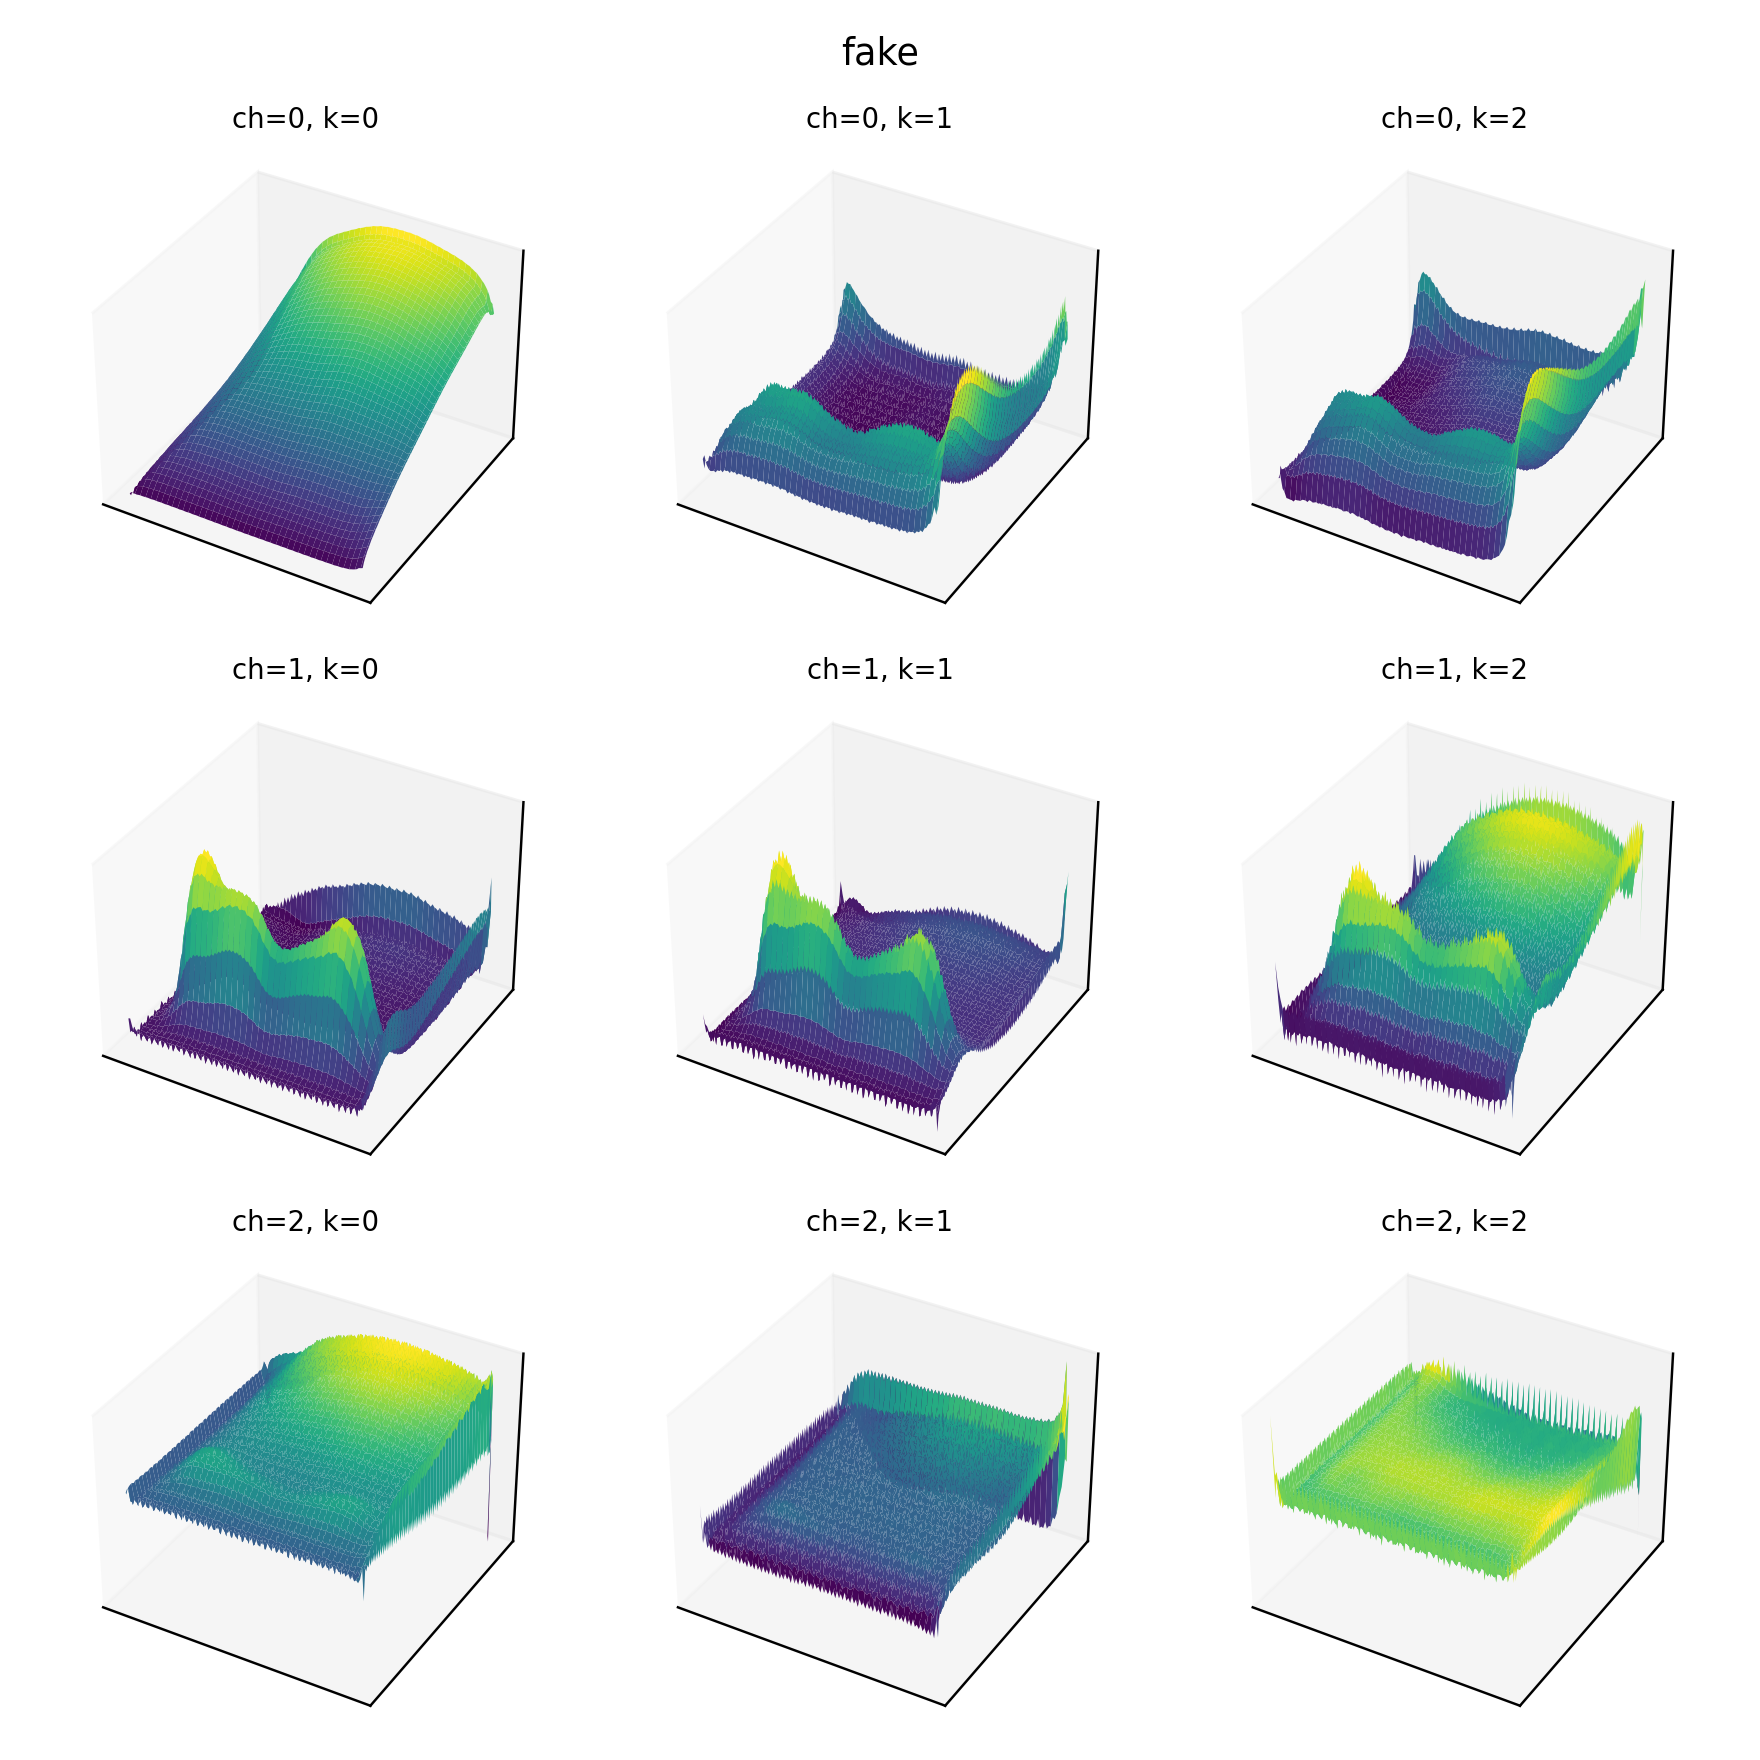 fake
ch=0, k=0
ch=0, k=1
ch=0, k=2
ch=1, k=0
ch=1, k=1
ch=1, k=2
ch=2, k=0
ch=2, k=1
ch=2, k=2